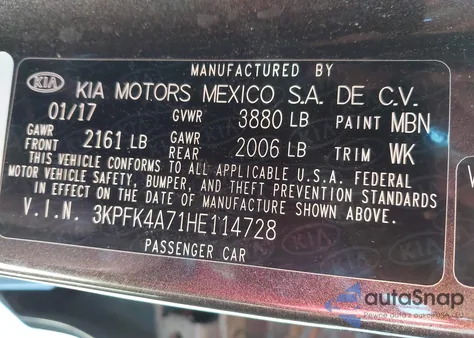 MANUFACTURED BY
KIA KIA MOTORS MEXICO S.A. DE C.V.
01/17 GVWR 3880 LB PAINT MBN
GAWR FRONT 2161 LB GAWR REAR 2006 LB TRIM WK
THIS VEHICLE CONFORMS TO ALL APPLICABLE U.S.A. FEDERAL
MOTOR VEHICLE SAFETY, BUMPER, AND THEFT PREVENTION STANDARDS
IN EFFECT ON THE DATE OF MANUFACTURE SHOWN ABOVE.
V.I.N. 3KPFK4A71HE114728
PASSENGER CAR
autoSnap